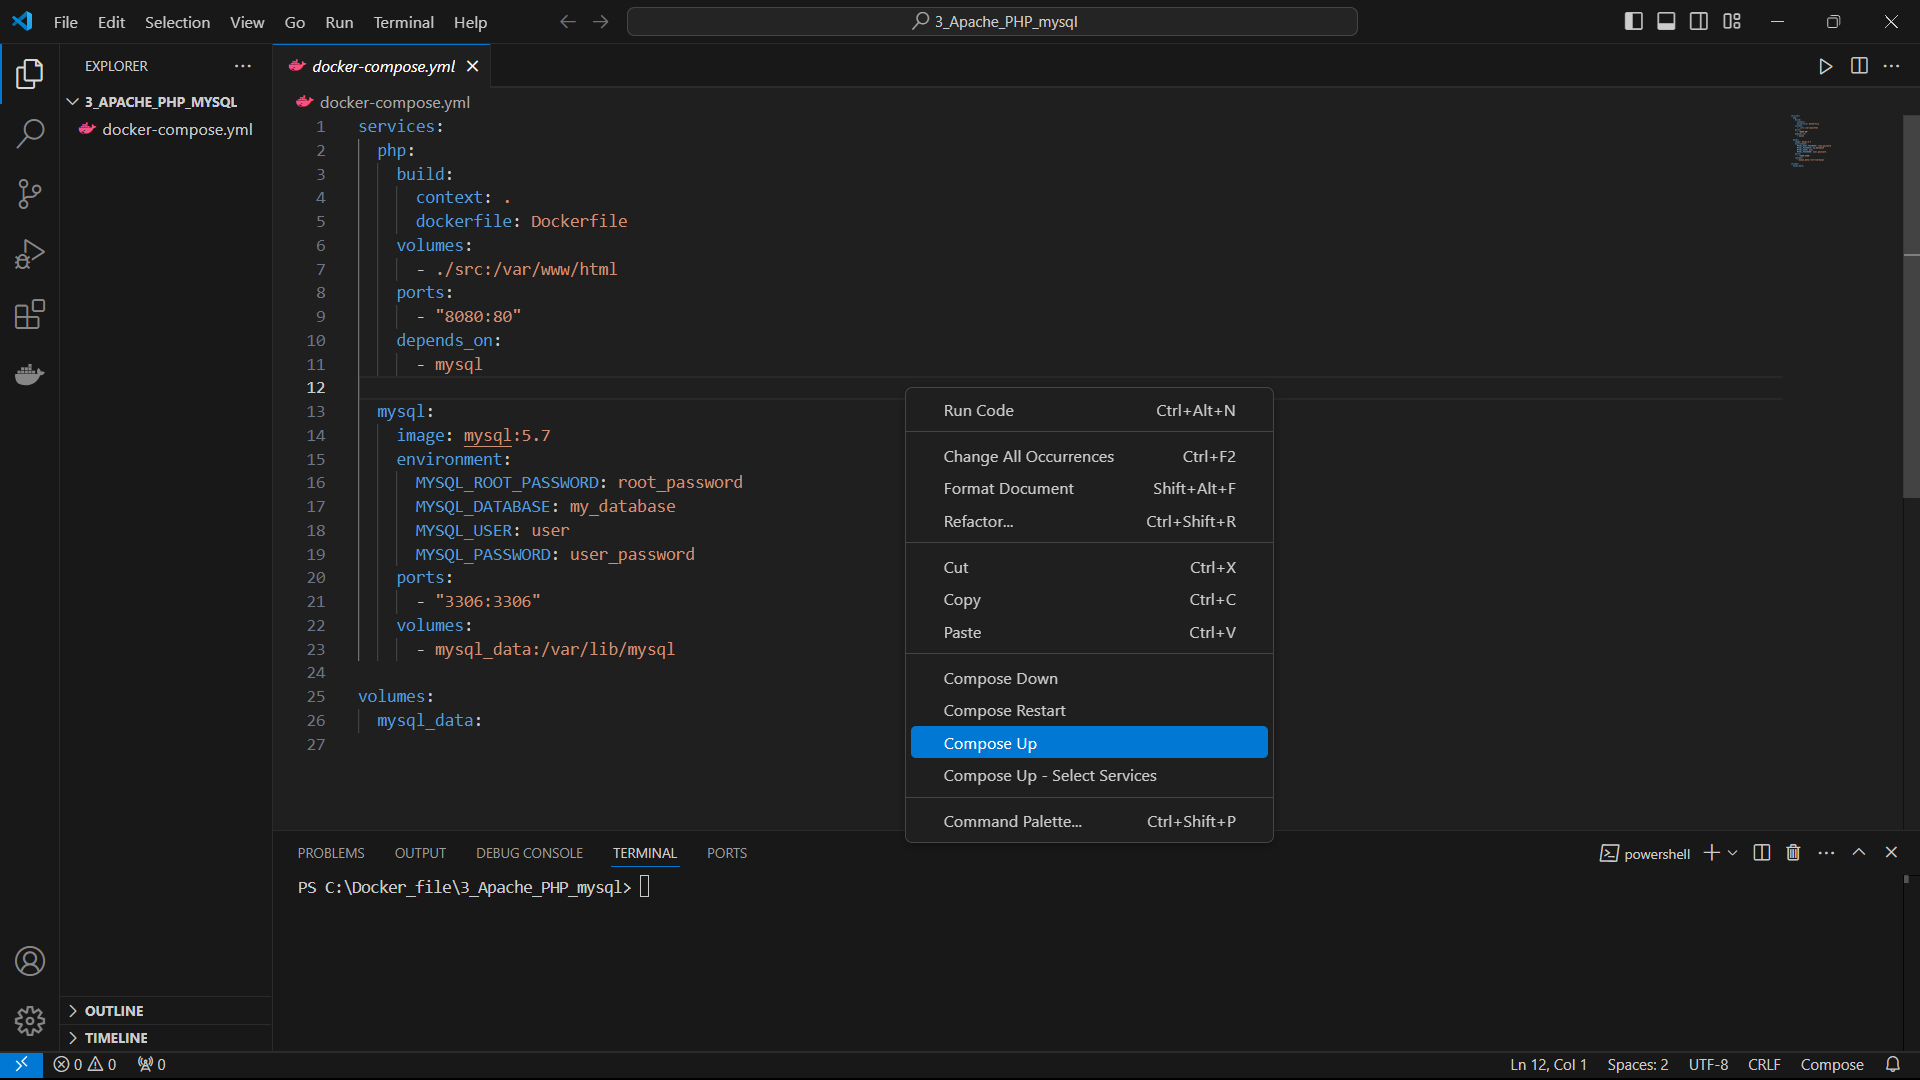 File Edit Selection View Go Run Terminal Help
3_Apache_PHP_mysql
EXPLORER
3_APACHE_PHP_MYSQL
docker-compose.yml
docker-compose.yml
docker-compose.yml
1 services:
2 php:
3 build:
4 context: .
5 dockerfile: Dockerfile
6 volumes:
7 - ./src:/var/www/html
8 ports:
9 - "8080:80"
10 depends_on:
11 - mysql
12
13 mysql:
14 image: mysql:5.7
15 environment:
16 MYSQL_ROOT_PASSWORD: root_password
17 MYSQL_DATABASE: my_database
18 MYSQL_USER: user
19 MYSQL_PASSWORD: user_password
20 ports:
21 - "3306:3306"
22 volumes:
23 - mysql_data:/var/lib/mysql
24
25 volumes:
26 mysql_data:
27
Run Code Ctrl+Alt+N
Change All Occurrences Ctrl+F2
Format Document Shift+Alt+F
Refactor... Ctrl+Shift+R
Cut Ctrl+X
Copy Ctrl+C
Paste Ctrl+V
Compose Down
Compose Restart
Compose Up
Compose Up - Select Services
Command Palette... Ctrl+Shift+P
PROBLEMS OUTPUT DEBUG CONSOLE TERMINAL PORTS
powershell
PS C:\Docker_file\3_Apache_PHP_mysql>
OUTLINE
TIMELINE
0 0 0
Ln 12, Col 1 Spaces: 2 UTF-8 CRLF Compose